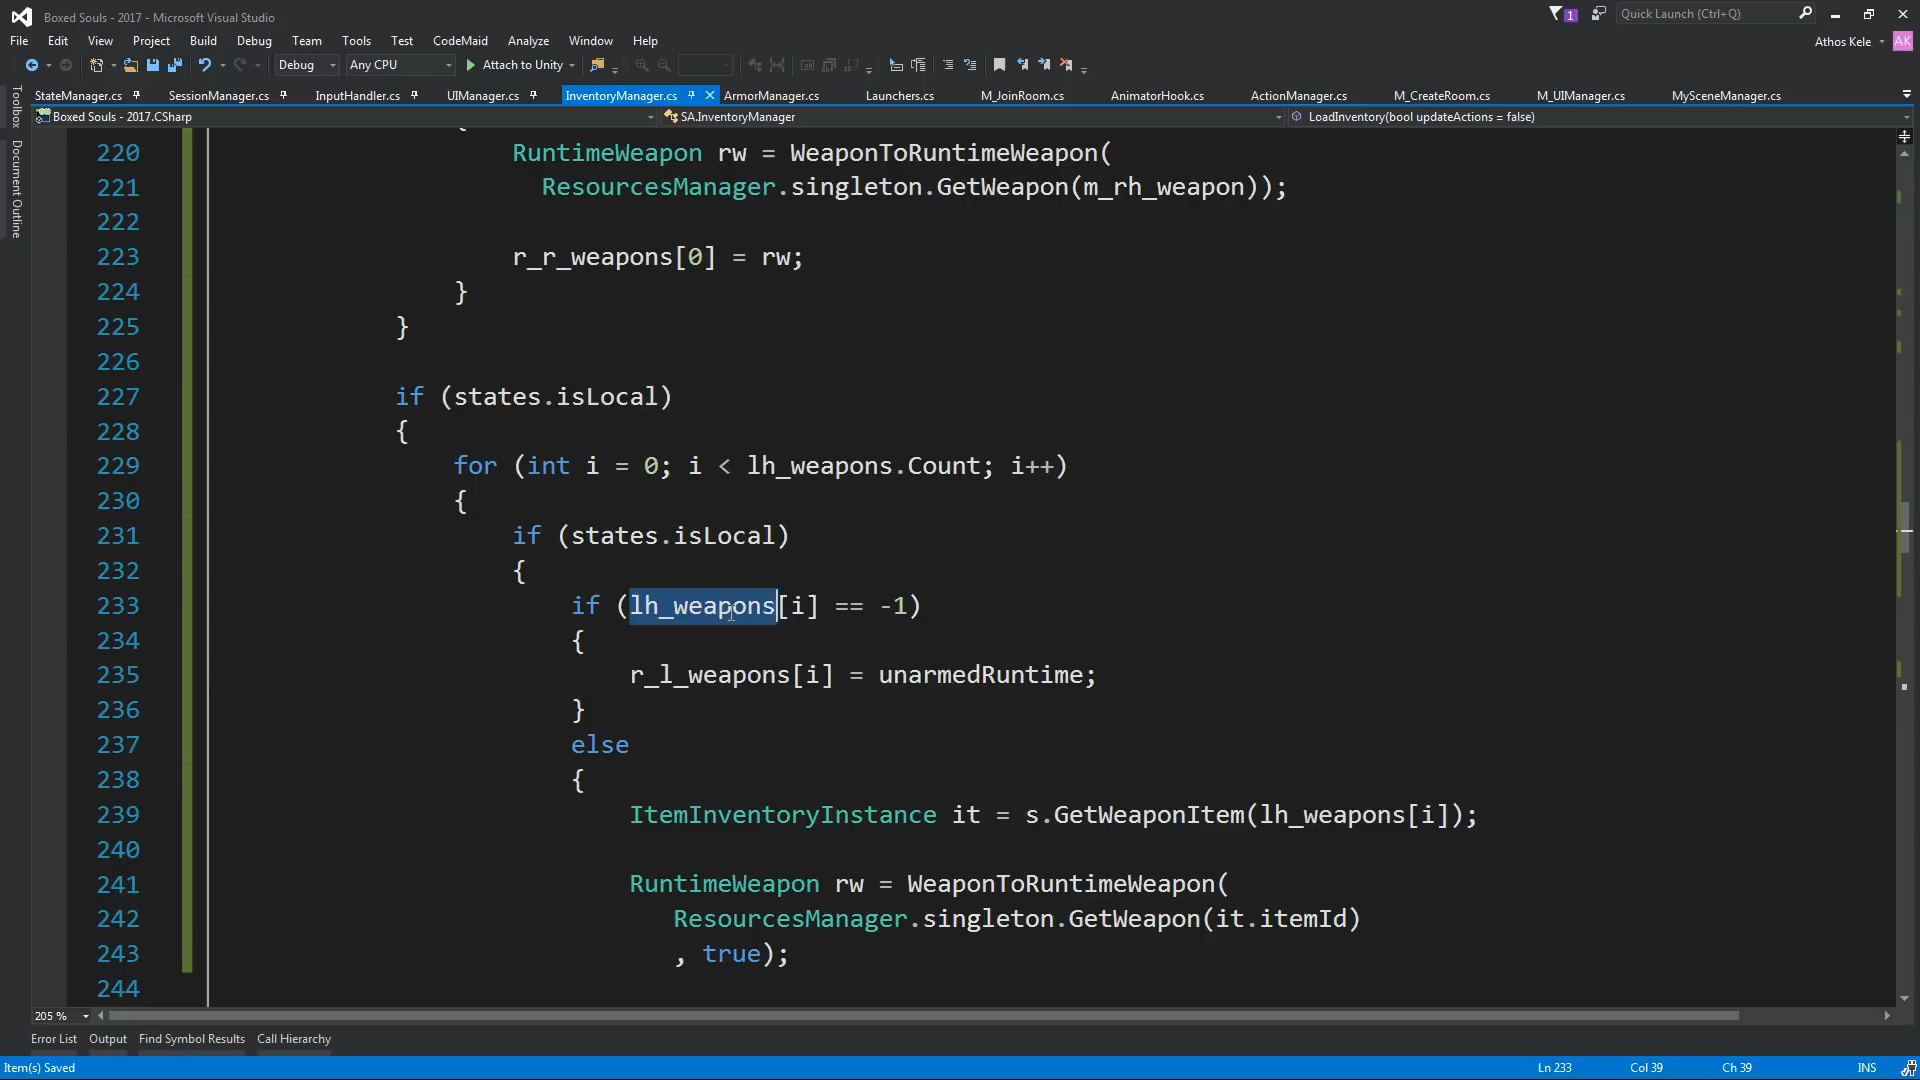 Boxed Souls - 2017 - Microsoft Visual Studio
1
Quick Launch (Ctrl+Q)
File Edit View Project Build Debug Team Tools Test CodeMaid Analyze Window Help
Athos Kele AK
Debug Any CPU Attach to Unity
StateManager.cs SessionManager.cs InputHandler.cs UIManager.cs InventoryManager.cs ArmorManager.cs Launchers.cs M_JoinRoom.cs AnimatorHook.cs ActionManager.cs M_CreateRoom.cs M_UIManager.cs MySceneManager.cs
Toolbox
Document Outline
Boxed Souls - 2017.CSharp SA.InventoryManager LoadInventory(bool updateActions = false)
{
220 RuntimeWeapon rw = WeaponToRuntimeWeapon(
221 ResourcesManager.singleton.GetWeapon(m_rh_weapon));
222
223 r_r_weapons[0] = rw;
224 }
225 }
226
227 if (states.isLocal)
228 {
229 for (int i = 0; i < lh_weapons.Count; i++)
230 {
231 if (states.isLocal)
232 {
233 if (lh_weapons[i] == -1)
234 {
235 r_l_weapons[i] = unarmedRuntime;
236 }
237 else
238 {
239 ItemInventoryInstance it = s.GetWeaponItem(lh_weapons[i]);
240
241 RuntimeWeapon rw = WeaponToRuntimeWeapon(
242 ResourcesManager.singleton.GetWeapon(it.itemId)
243 , true);
244
205 %
Error List Output Find Symbol Results Call Hierarchy
Item(s) Saved Ln 233 Col 39 Ch 39 INS